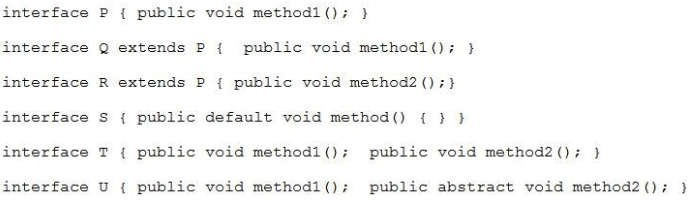 interface P { public void method1(); }
interface Q extends P {  public void method1(); }
interface R extends P { public void method2();}
interface S { public default void method() { } }
interface T { public void method1();  public void method2(); }
interface U { public void method1();  public abstract void method2(); }